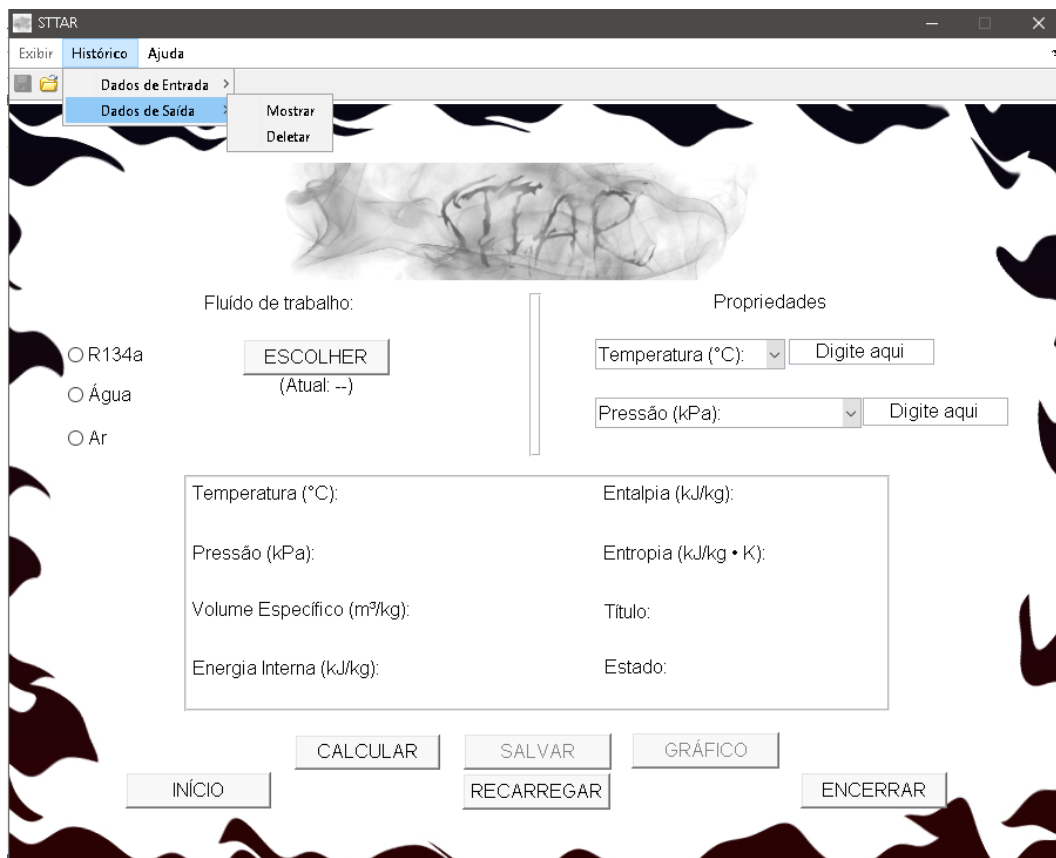 STTAR
Exibir Histórico Ajuda
Dados de Entrada
Dados de Saída
Mostrar
Deletar
STTAR
Fluído de trabalho:
Propriedades
R134a
ESCOLHER
Temperatura (°C):
Digite aqui
(Atual: --)
Água
Pressão (kPa):
Digite aqui
Ar
Temperatura (°C):
Entalpia (kJ/kg):
Pressão (kPa):
Entropia (kJ/kg • K):
Volume Específico (m³/kg):
Título:
Energia Interna (kJ/kg):
Estado:
CALCULAR
SALVAR
GRÁFICO
INÍCIO
RECARREGAR
ENCERRAR